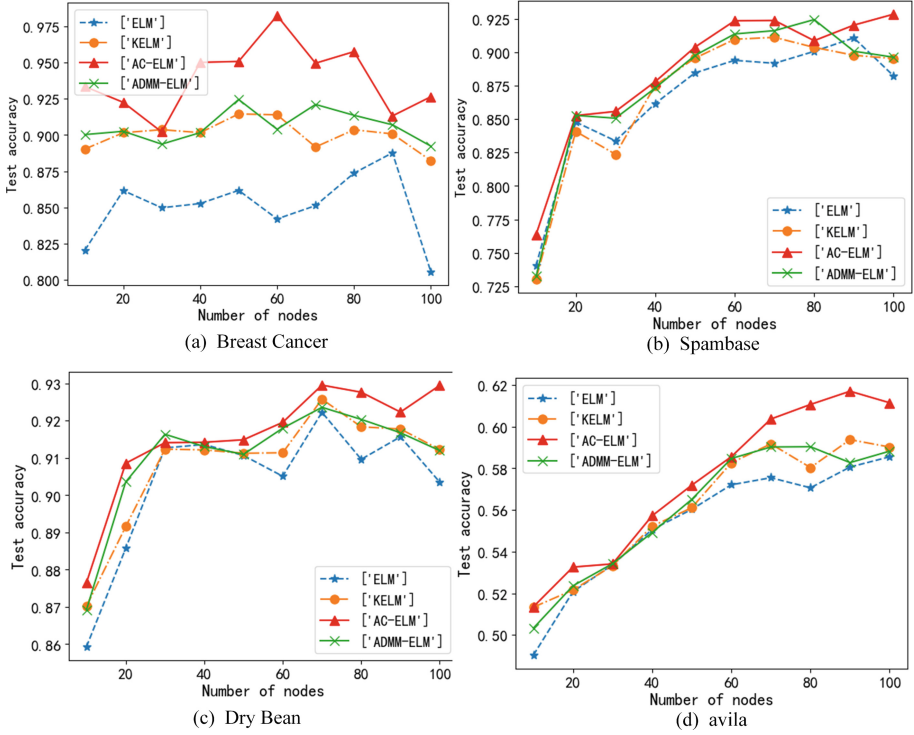 0.975
0.950
0.925
0.900
0.875
0.850
0.825
0.800
Test accuracy
['ELM']
['KELM']
['AC-ELM']
['ADMM-ELM']
20 40 60 80 100
Number of nodes
(a) Breast Cancer
0.925
0.900
0.875
0.850
0.825
0.800
0.775
0.750
0.725
Test accuracy
['ELM']
['KELM']
['AC-ELM']
['ADMM-ELM']
20 40 60 80 100
Number of nodes
(b) Spambase
0.93
0.92
0.91
0.90
0.89
0.88
0.87
0.86
Test accuracy
['ELM']
['KELM']
['AC-ELM']
['ADMM-ELM']
20 40 60 80 100
Number of nodes
(c) Dry Bean
0.62
0.60
0.58
0.56
0.54
0.52
0.50
Test accuracy
['ELM']
['KELM']
['AC-ELM']
['ADMM-ELM']
20 40 60 80 100
Number of nodes
(d) avila